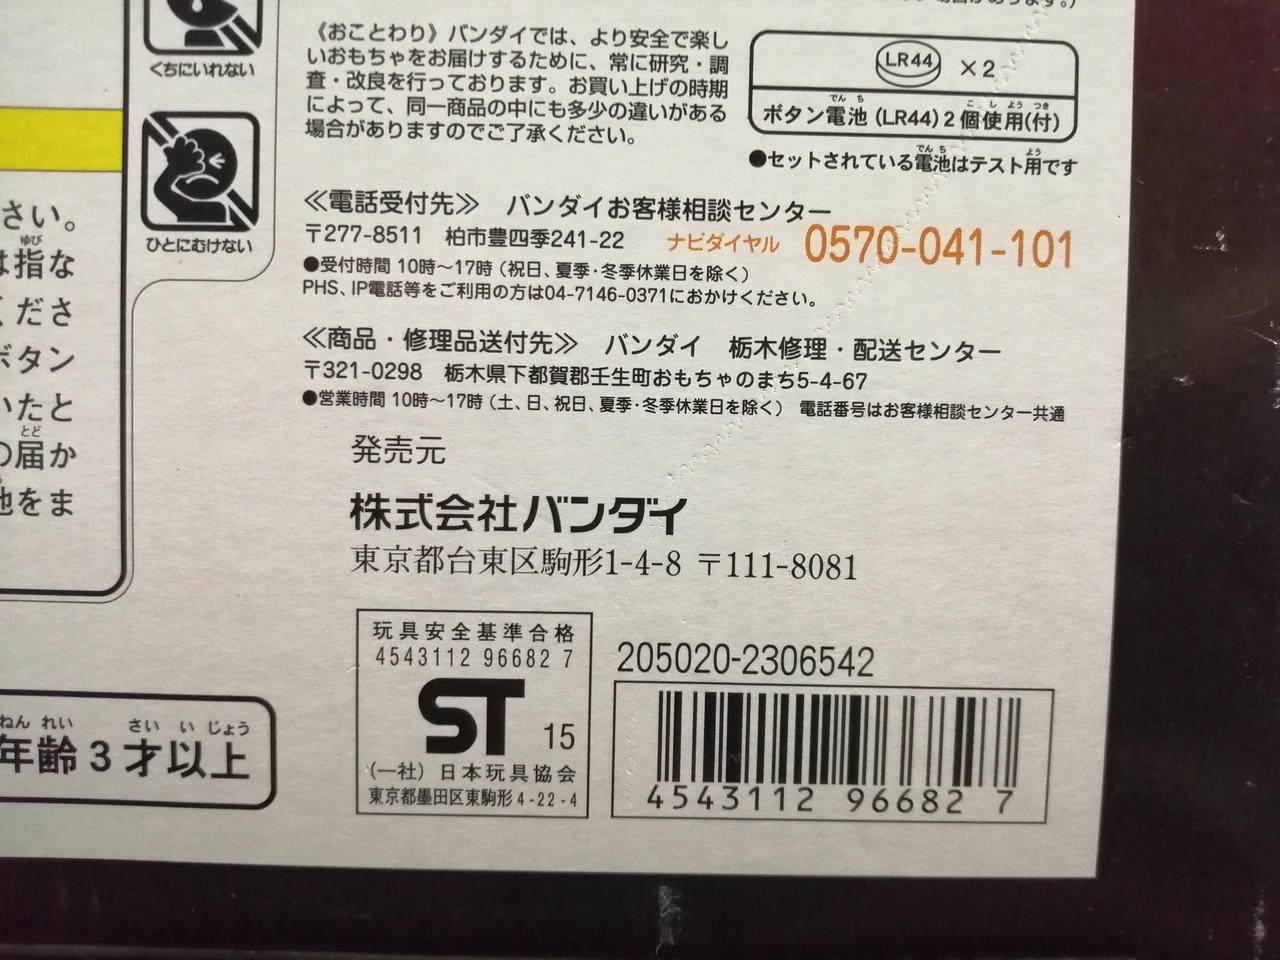 くちにいれない
ひとにむけない
さい。
は指な
くださ
ボタン
いたと
の届か
池をま
年齢3才以上
ねん れい さい い じょう
《おことわり》バンダイでは、より安全で楽し
いおもちゃをお届けするために、常に研究・調
査・改良を行っております。お買い上げの時期
によって、同一商品の中にも多少の違いがある
場合がありますのでご了承ください。
LR44 ×2
ボタン電池(LR44)2個使用(付)
●セットされている電池はテスト用です
≪電話受付先≫ バンダイお客様相談センター
〒277-8511 柏市豊四季241-22 ナビダイヤル 0570-041-101
●受付時間 10時〜17時(祝日、夏季・冬季休業日を除く)
PHS、IP電話等をご利用の方は04-7146-0371におかけください。
≪商品・修理品送付先≫ バンダイ 栃木修理・配送センター
〒321-0298 栃木県下都賀郡壬生町おもちゃのまち5-4-67
●営業時間 10時〜17時(土、日、祝日、夏季・冬季休業日を除く) 電話番号はお客様相談センター共通
発売元
株式会社バンダイ
東京都台東区駒形1-4-8 〒111-8081
玩具安全基準合格
4543112 96682 7
ST 15
(一社)日本玩具協会
東京都墨田区東駒形4-22-4
205020-2306542
4543112 96682 7